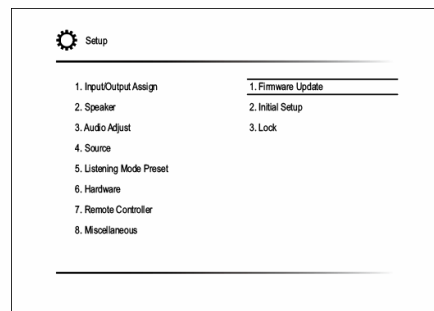 Setup
1. Input/Output Assign
2. Speaker
3. Audio Adjust
4. Source
5. Listening Mode Preset
6. Hardware
7. Remote Controller
8. Miscellaneous
1. Firmware Update
2. Initial Setup
3. Lock